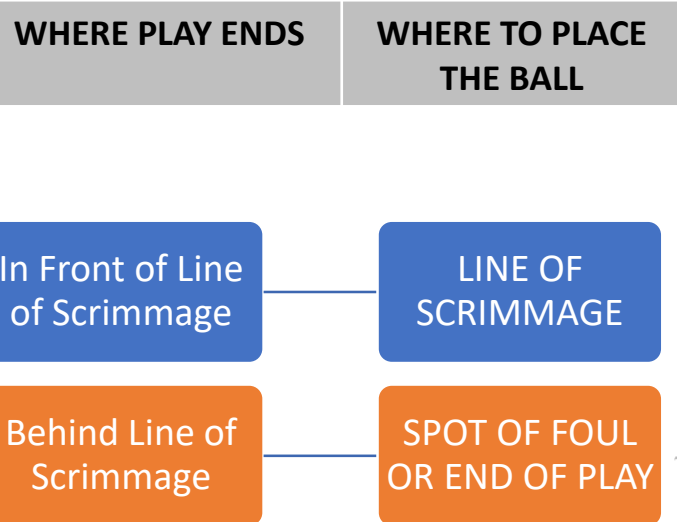 WHERE PLAY ENDS
WHERE TO PLACE
THE BALL
In Front of Line
of Scrimmage
LINE OF
SCRIMMAGE
Behind Line of
Scrimmage
SPOT OF FOUL
OR END OF PLAY